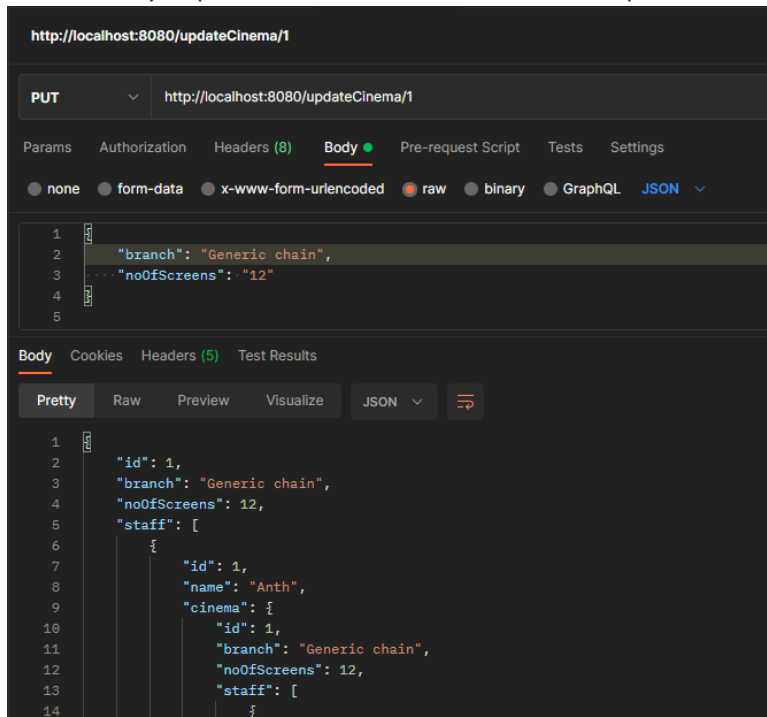 http://localhost:8080/updateCinema/1
PUT http://localhost:8080/updateCinema/1
Params Authorization Headers (8) Body Pre-request Script Tests Settings
none form-data x-www-form-urlencoded raw binary GraphQL JSON
1 {
2 "branch": "Generic chain",
3 "noOfScreens": "12"
4 }
5
Body Cookies Headers (5) Test Results
Pretty Raw Preview Visualize JSON
1 {
2 "id": 1,
3 "branch": "Generic chain",
4 "noOfScreens": 12,
5 "staff": [
6 {
7 "id": 1,
8 "name": "Anth",
9 "cinema": {
10 "id": 1,
11 "branch": "Generic chain",
12 "noOfScreens": 12,
13 "staff": [
14 {